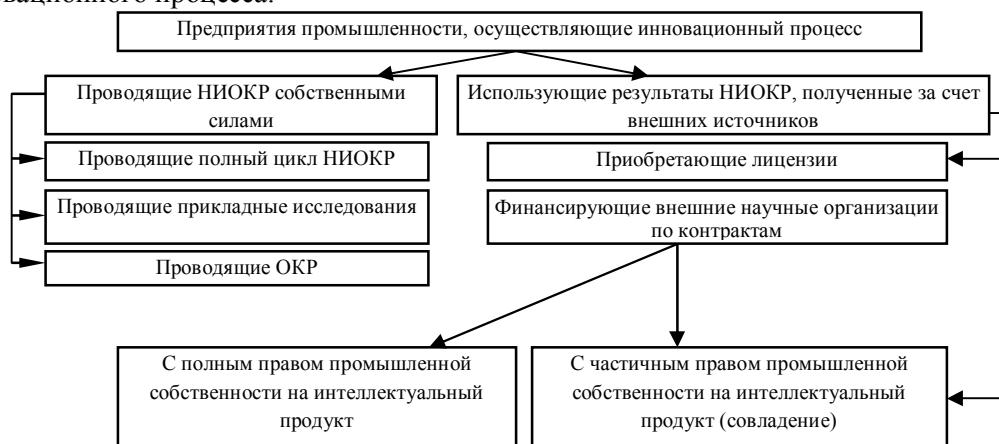 Предприятия промышленности, осуществляющие инновационный процесс
Проводящие НИОКР собственными
силами
Использующие результаты НИОКР, полученные за счет
внешних источников
Проводящие полный цикл НИОКР
Приобретающие лицензии
Проводящие прикладные исследования
Финансирующие внешние научные организации
по контрактам
Проводящие ОКР
С полным правом промышленной
собственности на интеллектуальный
продукт
С частичным правом промышленной
собственности на интеллектуальный
продукт (совладение)